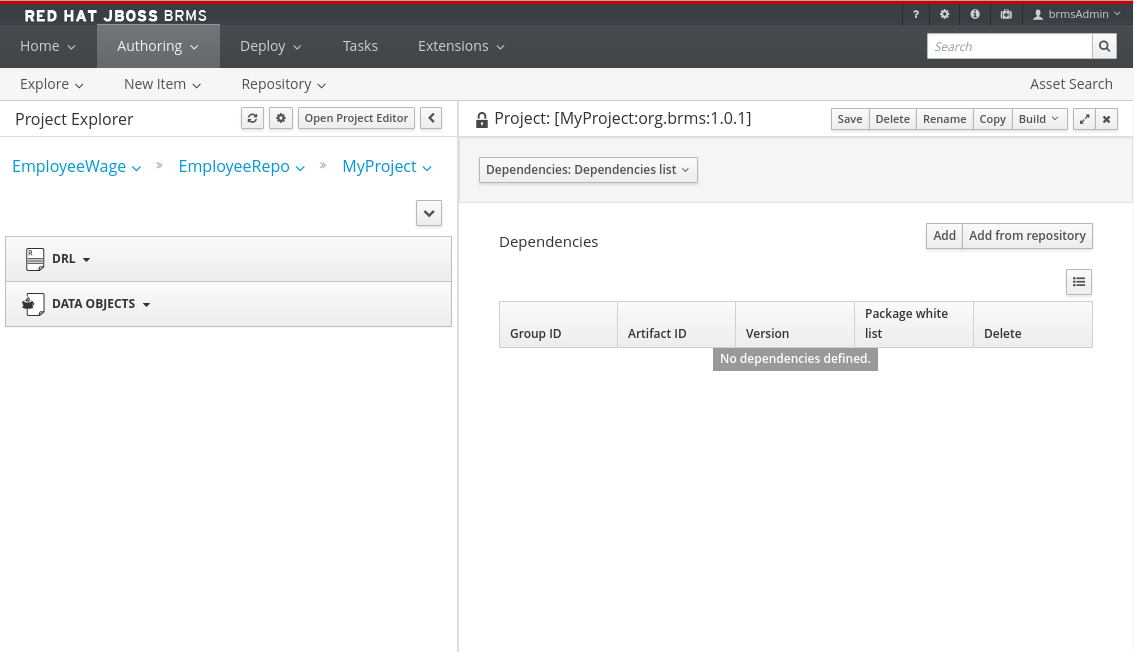 RED HAT JBOSS BRMS
? brmsAdmin
Home Authoring Deploy Tasks Extensions Search
Explore New Item Repository Asset Search
Project Explorer Open Project Editor
Project: [MyProject:org.brms:1.0.1] Save Delete Rename Copy Build
EmployeeWage » EmployeeRepo » MyProject
Dependencies: Dependencies list
DRL
DATA OBJECTS
Dependencies Add Add from repository
Group ID Artifact ID Version Package white list Delete
No dependencies defined.